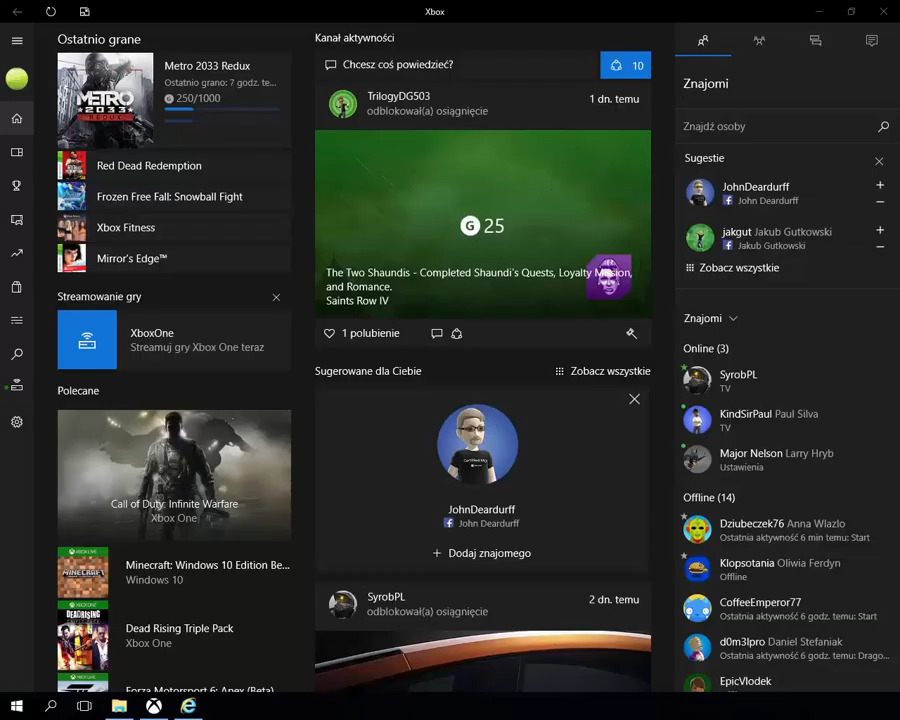 Xbox
Ostatnio grane
METRO
2033
REDUX
Metro 2033 Redux
Ostatnio grano: 7 godz. te...
G 250/1000
Red Dead Redemption
Frozen Free Fall: Snowball Fight
Xbox Fitness
Mirror's Edge™
Streamowanie gry
XboxOne
Streamuj gry Xbox One teraz
Polecane
Call of Duty: Infinite Warfare
Xbox One
XBOX LIVE
MINECRAFT
Minecraft: Windows 10 Edition Be...
Windows 10
DEADRISING
Dead Rising Triple Pack
Xbox One
Forza Motorsport 6: Apex (Beta)
Kanał aktywności
Chcesz coś powiedzieć?
10
TrilogyDG503
odblokował(a) osiągnięcie
1 dn. temu
G 25
The Two Shaundis - Completed Shaundi's Quests, Loyalty Mission,
and Romance.
Saints Row IV
1 polubienie
Sugerowane dla Ciebie
Zobacz wszystkie
JohnDeardurff
John Deardurff
+ Dodaj znajomego
SyrobPL
odblokował(a) osiągnięcie
2 dn. temu
Znajomi
Znajdź osoby
Sugestie
JohnDeardurff
John Deardurff
jakgut Jakub Gutkowski
Jakub Gutkowski
Zobacz wszystkie
Znajomi
Online (3)
SyrobPL
TV
KindSirPaul Paul Silva
TV
Major Nelson Larry Hryb
Ustawienia
Offline (14)
Dziubeczek76 Anna Wlazlo
Ostatnia aktywność 6 min temu: Start
Klopsotania Oliwia Ferdyn
Offline
CoffeeEmperor77
Ostatnia aktywność 6 godz. temu: Start
d0m3lpro Daniel Stefaniak
Ostatnia aktywność 6 godz. temu: Drago...
EpicVlodek